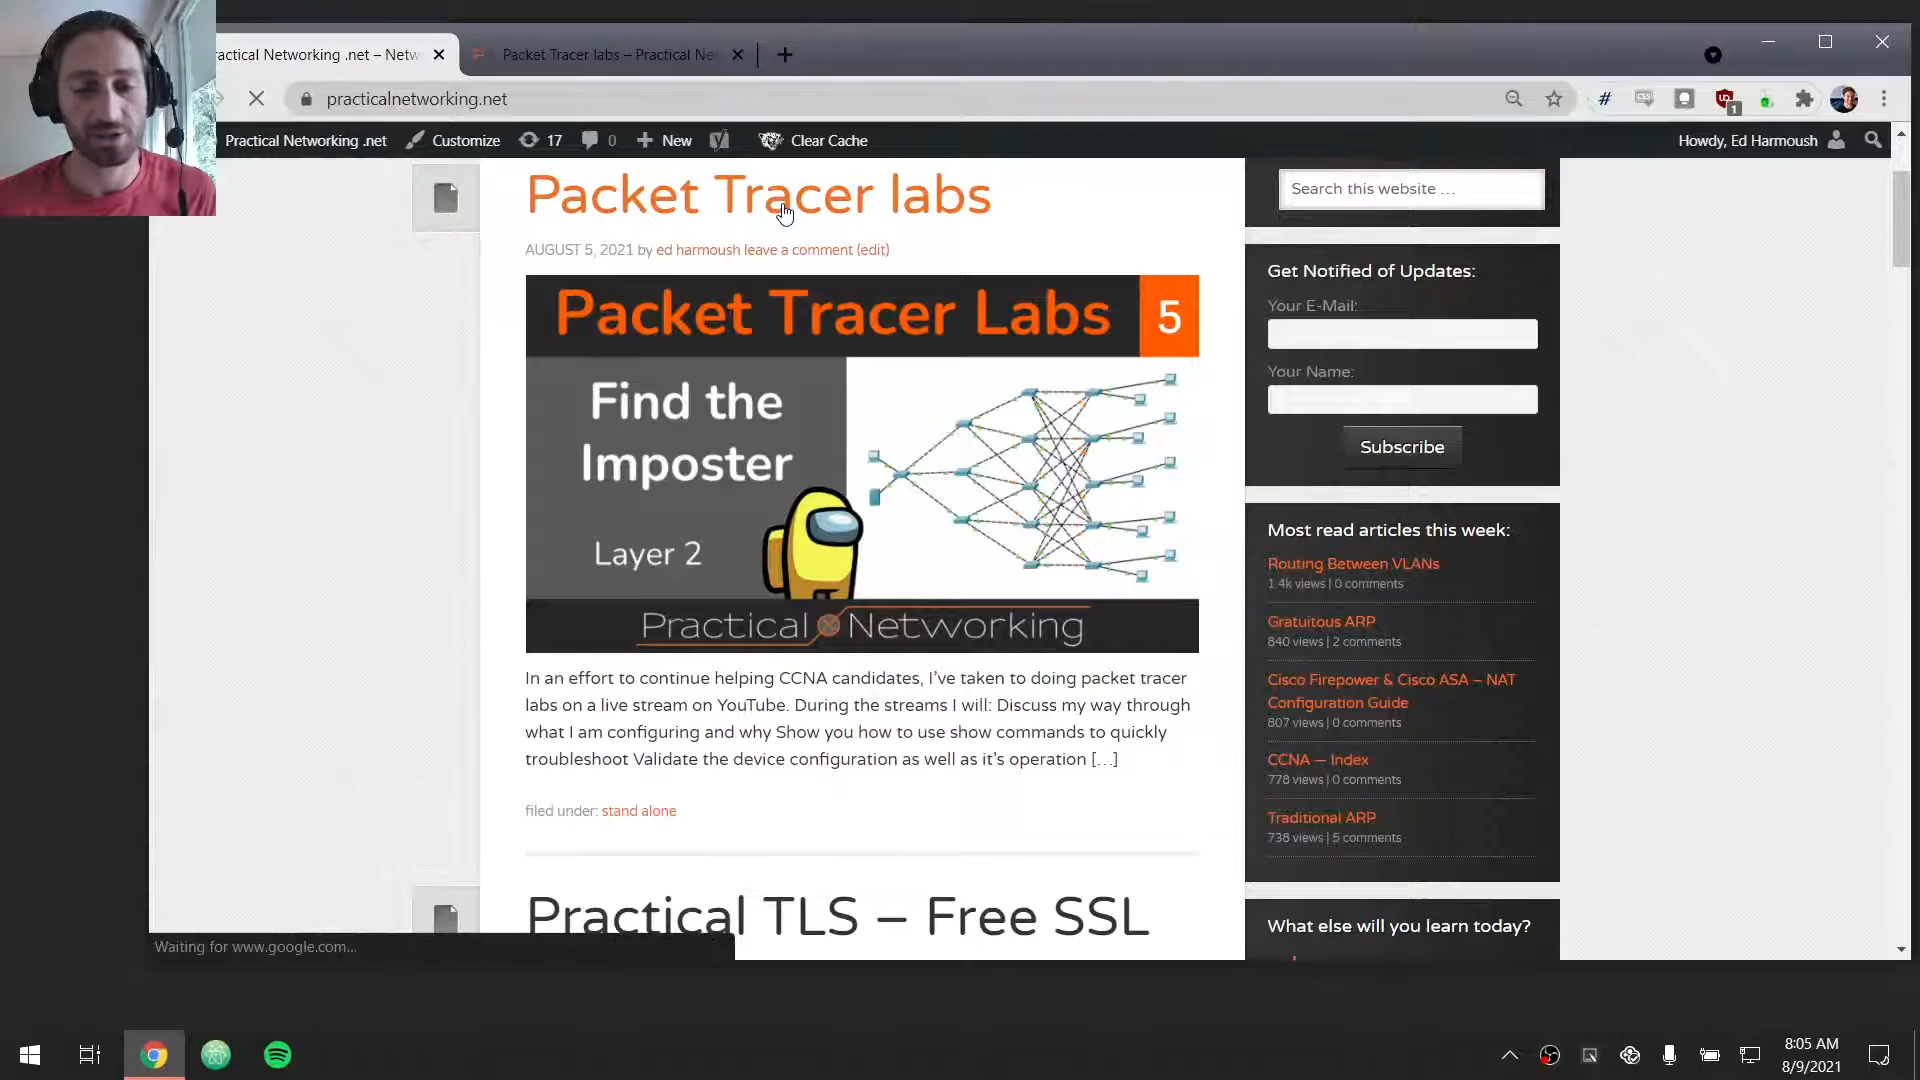 ractical Networking .net – Netw
Packet Tracer labs – Practical Ne
practicalnetworking.net
1
Practical Networking .net
Customize
17
0
New
Clear Cache
Howdy, Ed Harmoush
Packet Tracer labs
AUGUST 5, 2021 by ed harmoush leave a comment (edit)
Packet Tracer Labs 5
Find the
Imposter
Layer 2
Practical Networking
In an effort to continue helping CCNA candidates, I've taken to doing packet tracer
labs on a live stream on YouTube. During the streams I will: Discuss my way through
what I am configuring and why Show you how to use show commands to quickly
troubleshoot Validate the device configuration as well as it's operation […]
filed under: stand alone
Practical TLS – Free SSL
Search this website …
Get Notified of Updates:
Your E-Mail:
Your Name:
Subscribe
Most read articles this week:
Routing Between VLANs
1.4k views | 0 comments
Gratuitous ARP
840 views | 2 comments
Cisco Firepower & Cisco ASA – NAT
Configuration Guide
807 views | 0 comments
CCNA – Index
778 views | 0 comments
Traditional ARP
738 views | 5 comments
What else will you learn today?
Waiting for www.google.com...
8:05 AM
8/9/2021